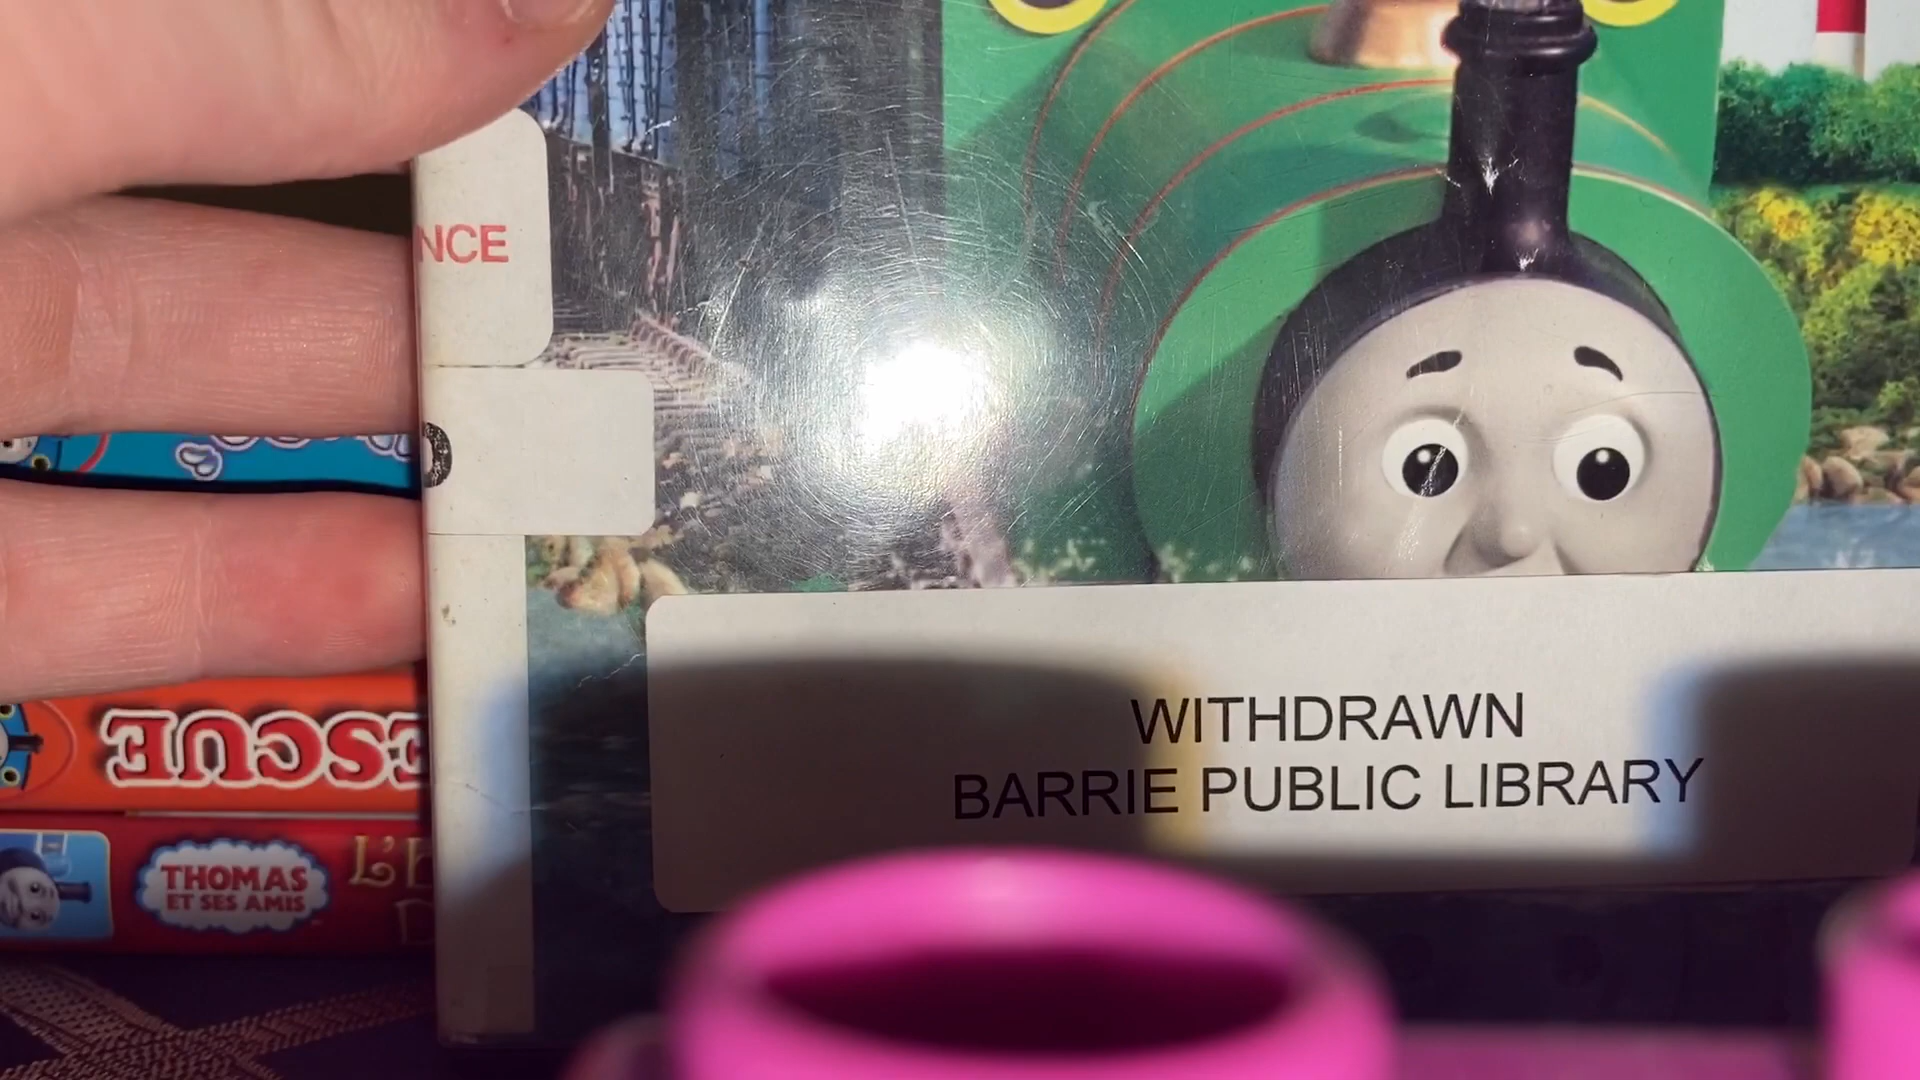 NCE
D
WITHDRAWN
BARRIE PUBLIC LIBRARY
ESCUE
THOMAS
ET SES AMIS
L'